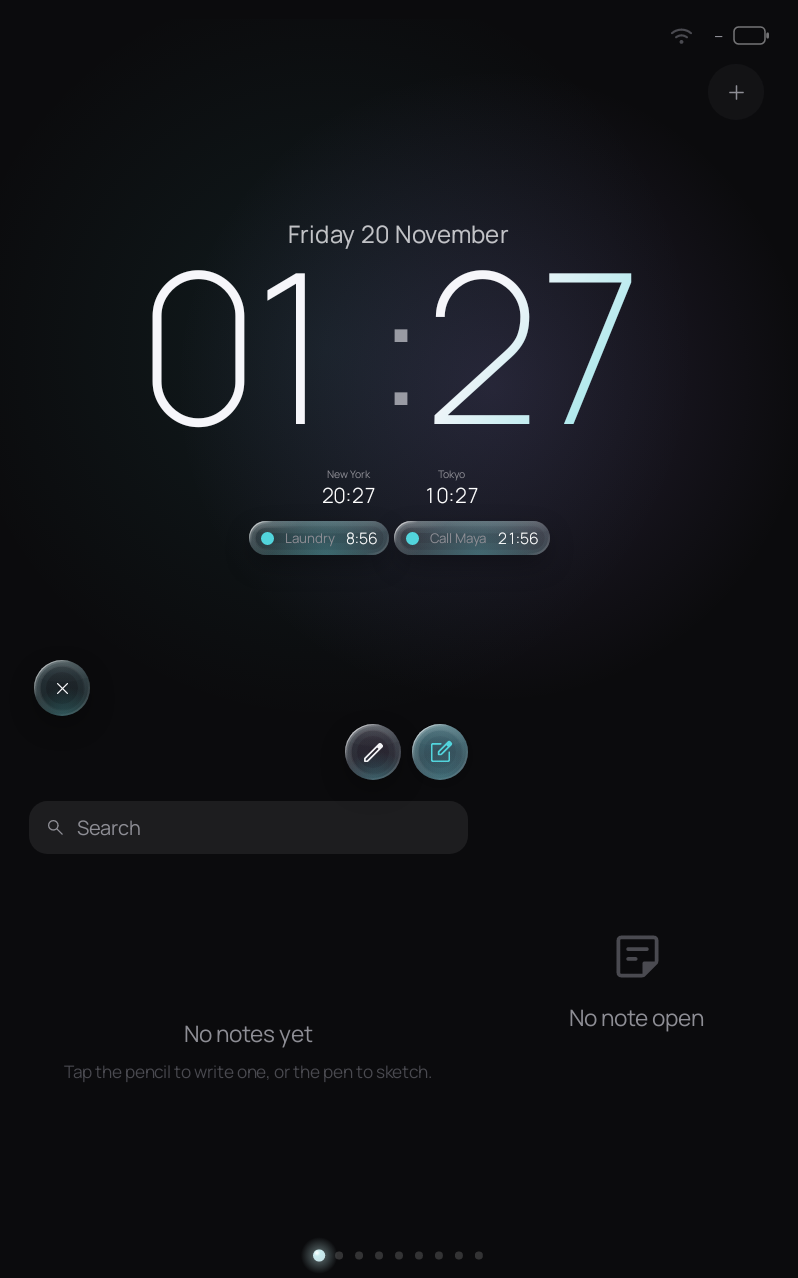 –
Friday 20 November
01:27
New York Tokyo
20:27 10:27
Laundry 8:56 Call Maya 21:56
Search
No note open
No notes yet
Tap the pencil to write one, or the pen to sketch.